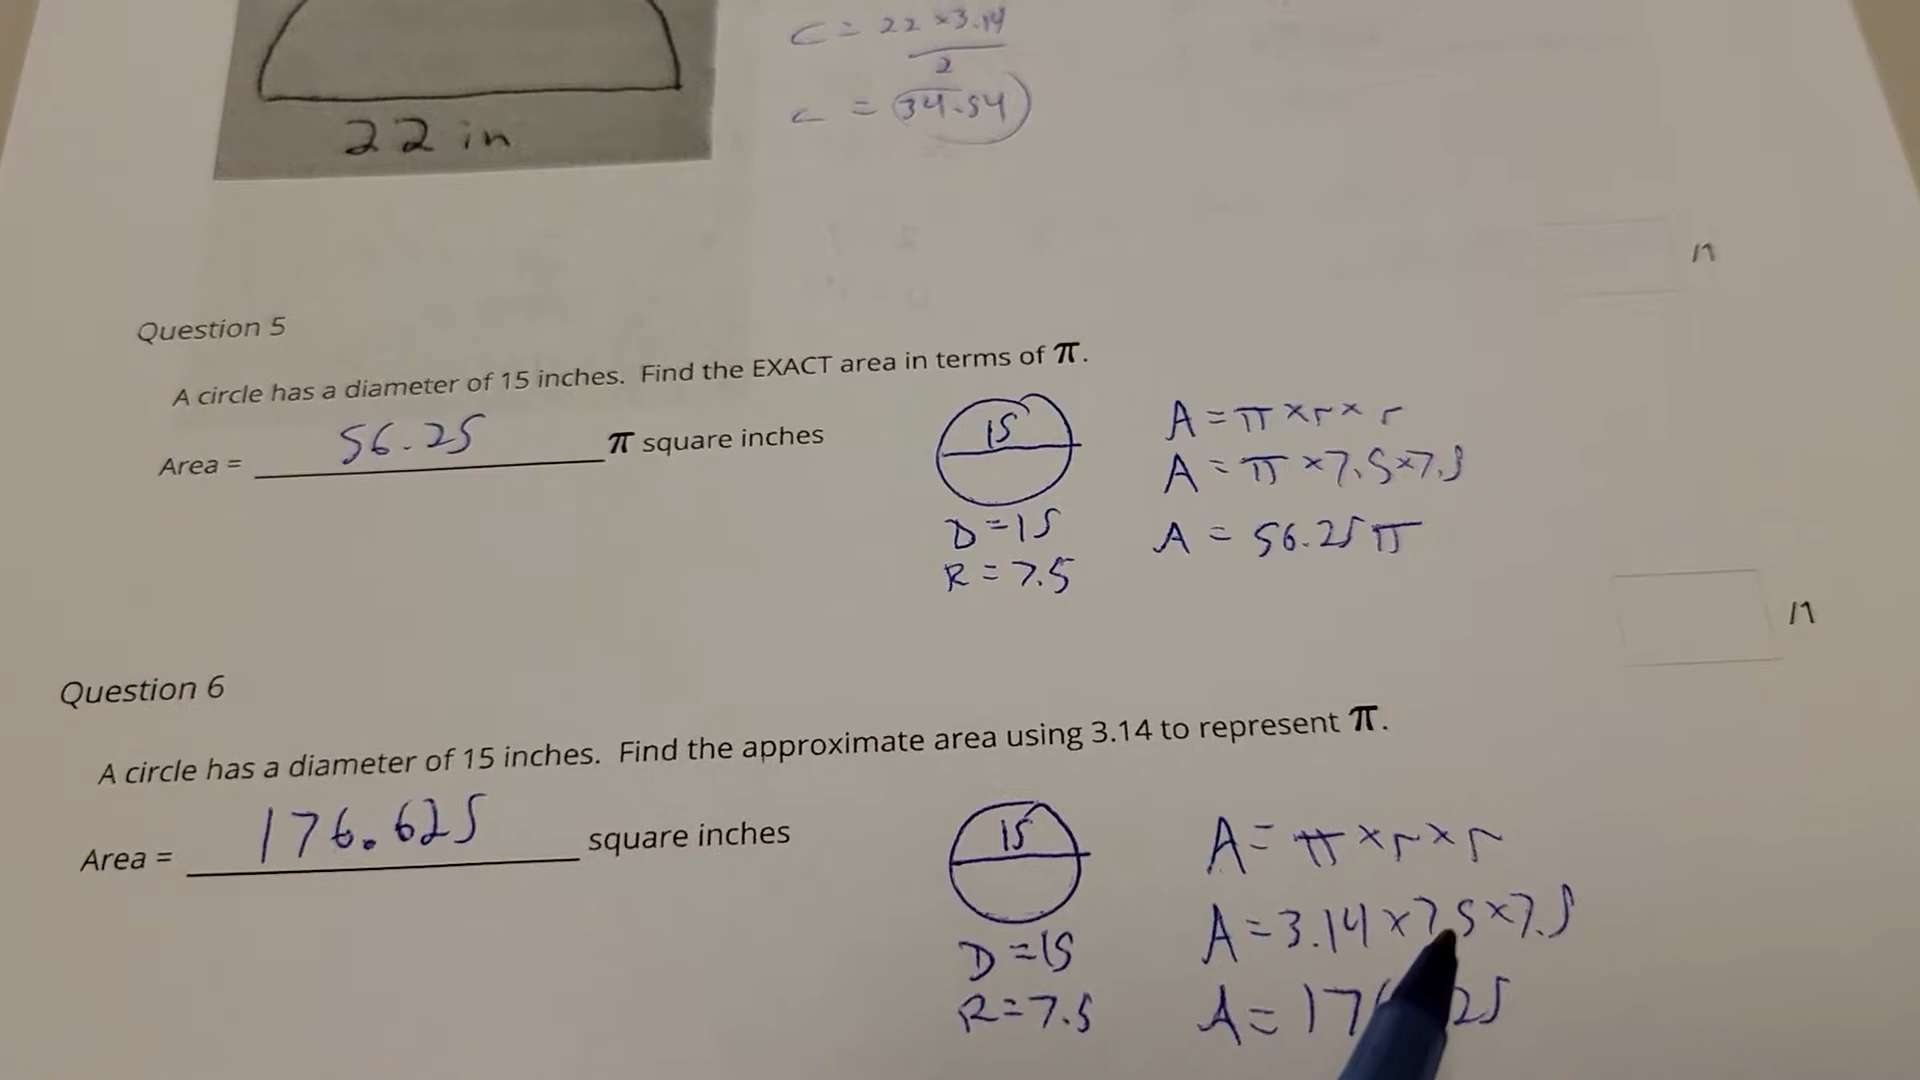 C = 22 × 3.14
2
C = 34.54
22 in
/1
Question 5
A circle has a diameter of 15 inches. Find the EXACT area in terms of π.
Area = 56.25 π square inches
15
D = 15
R = 7.5
A = π × r × r
A = π × 7.5 × 7.5
A = 56.25 π
/1
Question 6
A circle has a diameter of 15 inches. Find the approximate area using 3.14 to represent π.
Area = 176.625 square inches
15
D = 15
R = 7.5
A = π × r × r
A = 3.14 × 7.5 × 7.5
A = 17 25